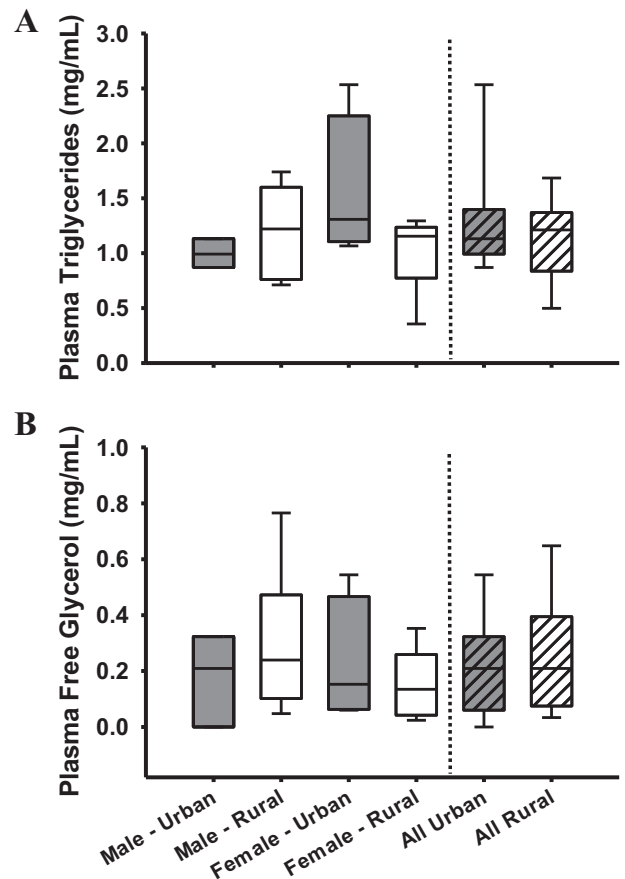 A
Plasma Triglycerides (mg/mL)
3.0
2.5
2.0
1.5
1.0
0.5
0.0
B
Plasma Free Glycerol (mg/mL)
1.0
0.8
0.6
0.4
0.2
0.0
Male - Urban
Male - Rural
Female - Urban
Female - Rural
All Urban
All Rural